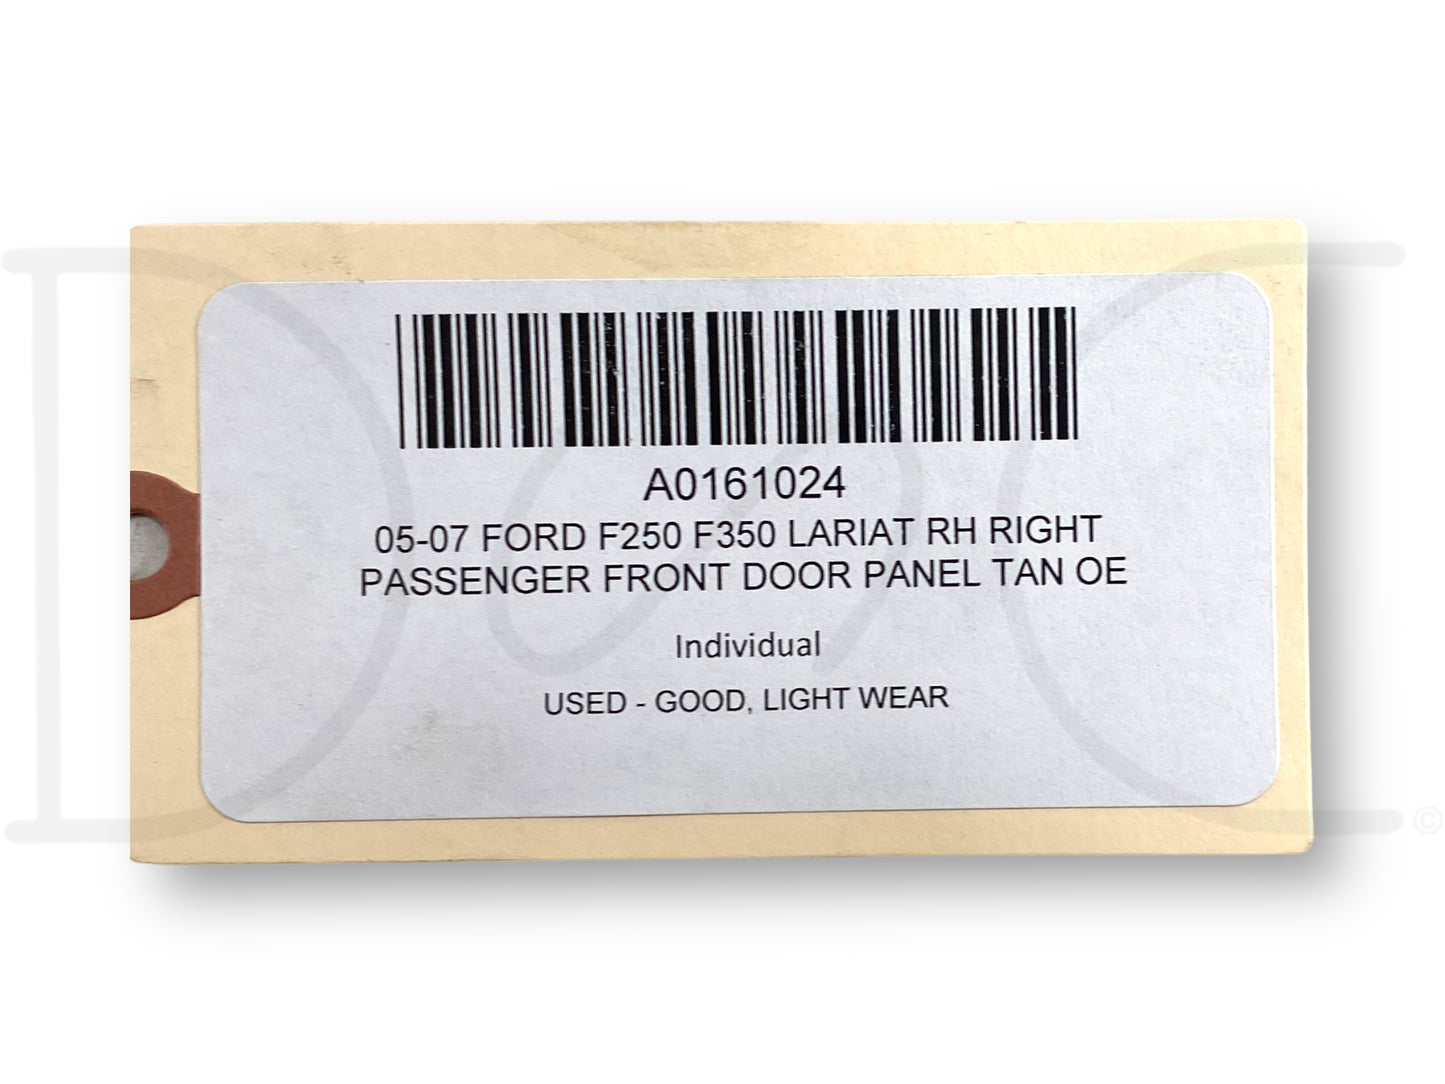 A0161024
05-07 FORD F250 F350 LARIAT RH RIGHT
PASSENGER FRONT DOOR PANEL TAN OE
Individual
USED - GOOD, LIGHT WEAR
©